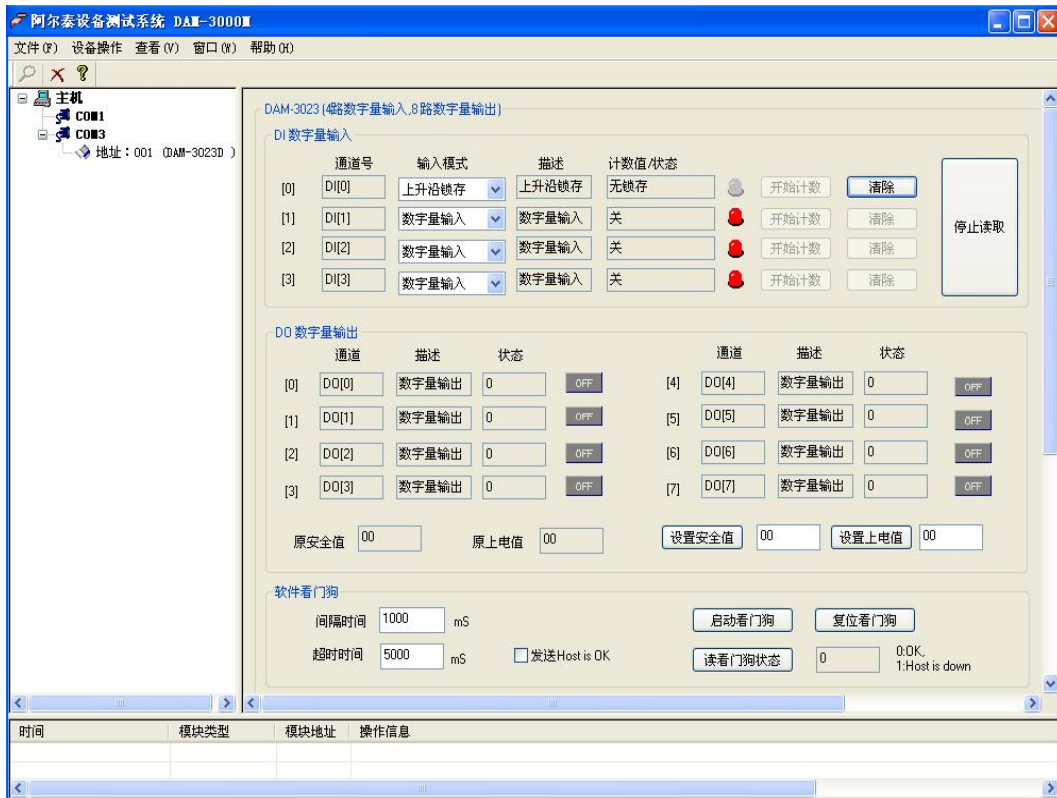 阿尔泰设备测试系统 DAM-3000M
文件(F) 设备操作 查看(V) 窗口(W) 帮助(H)
主机
COM1
COM3
地址：001 (DAM-3023D )
DAM-3023(4路数字量输入,8路数字量输出)
DI数字量输入
通道号 输入模式 描述 计数值/状态
[0] DI[0] 上升沿锁存 上升沿锁存 无锁存 开始计数 清除
[1] DI[1] 数字量输入 数字量输入 关 开始计数 清除
[2] DI[2] 数字量输入 数字量输入 关 开始计数 清除
[3] DI[3] 数字量输入 数字量输入 关 开始计数 清除
停止读取
DO数字量输出
通道 描述 状态 通道 描述 状态
[0] DO[0] 数字量输出 0 OFF [4] DO[4] 数字量输出 0 OFF
[1] DO[1] 数字量输出 0 OFF [5] DO[5] 数字量输出 0 OFF
[2] DO[2] 数字量输出 0 OFF [6] DO[6] 数字量输出 0 OFF
[3] DO[3] 数字量输出 0 OFF [7] DO[7] 数字量输出 0 OFF
原安全值 00 原上电值 00 设置安全值 00 设置上电值 00
软件看门狗
间隔时间 1000 mS 启动看门狗 复位看门狗
超时时间 5000 mS 发送Host is OK 读看门狗状态 0 0:OK,
1:Host is down
时间 模块类型 模块地址 操作信息